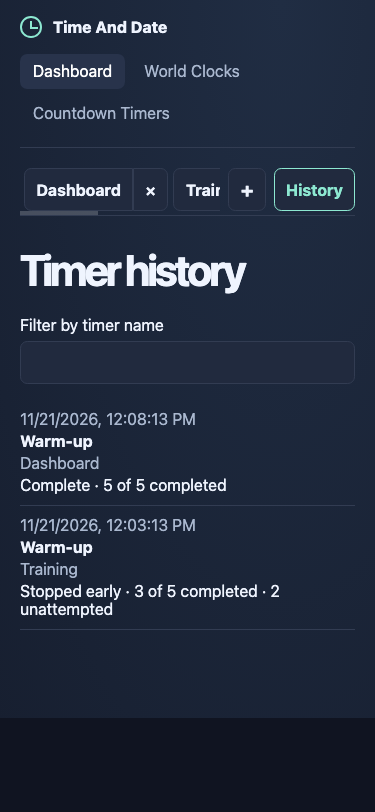 Time And Date
Dashboard World Clocks
Countdown Timers
Dashboard × Train + History
Timer history
Filter by timer name
11/21/2026, 12:08:13 PM
Warm-up
Dashboard
Complete · 5 of 5 completed
11/21/2026, 12:03:13 PM
Warm-up
Training
Stopped early · 3 of 5 completed · 2
unattempted